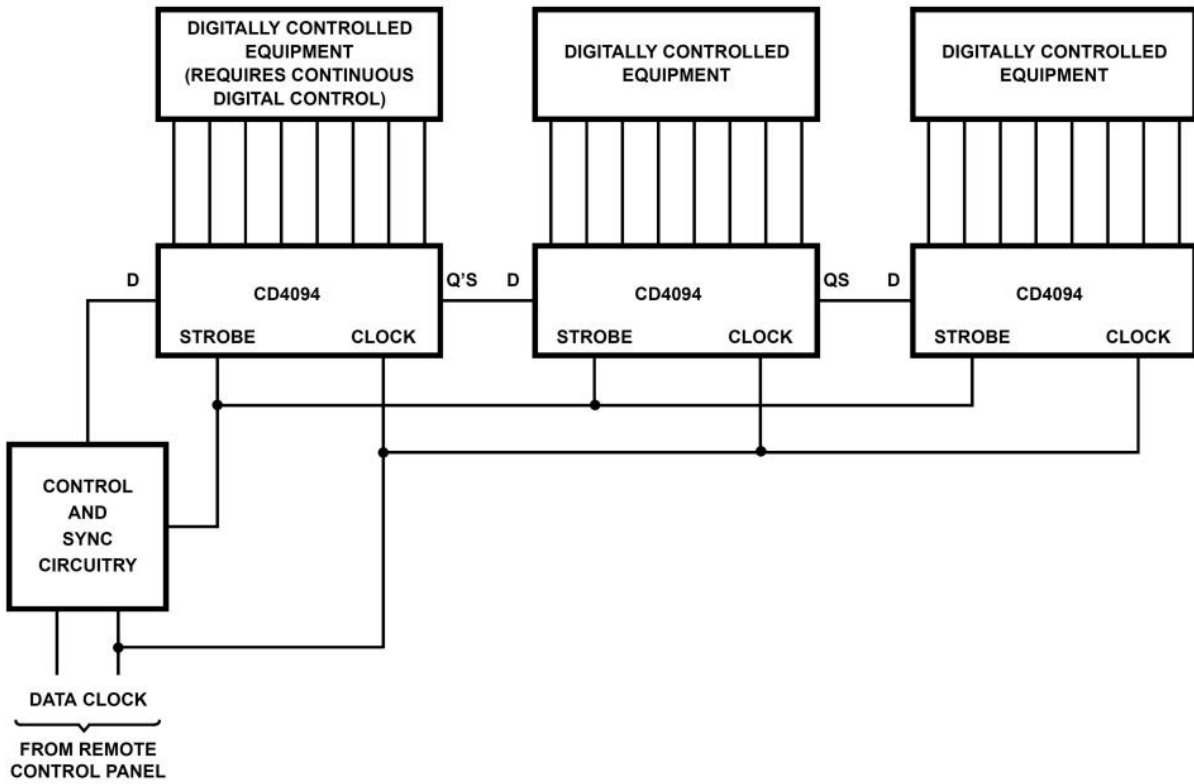 DIGITALLY CONTROLLED
EQUIPMENT
(REQUIRES CONTINUOUS
DIGITAL CONTROL)
DIGITALLY CONTROLLED
EQUIPMENT
DIGITALLY CONTROLLED
EQUIPMENT
D
CD4094
STROBE
CLOCK
Q'S
D
CD4094
STROBE
CLOCK
QS
D
CD4094
STROBE
CLOCK
CONTROL
AND
SYNC
CIRCUITRY
DATA CLOCK
FROM REMOTE
CONTROL PANEL